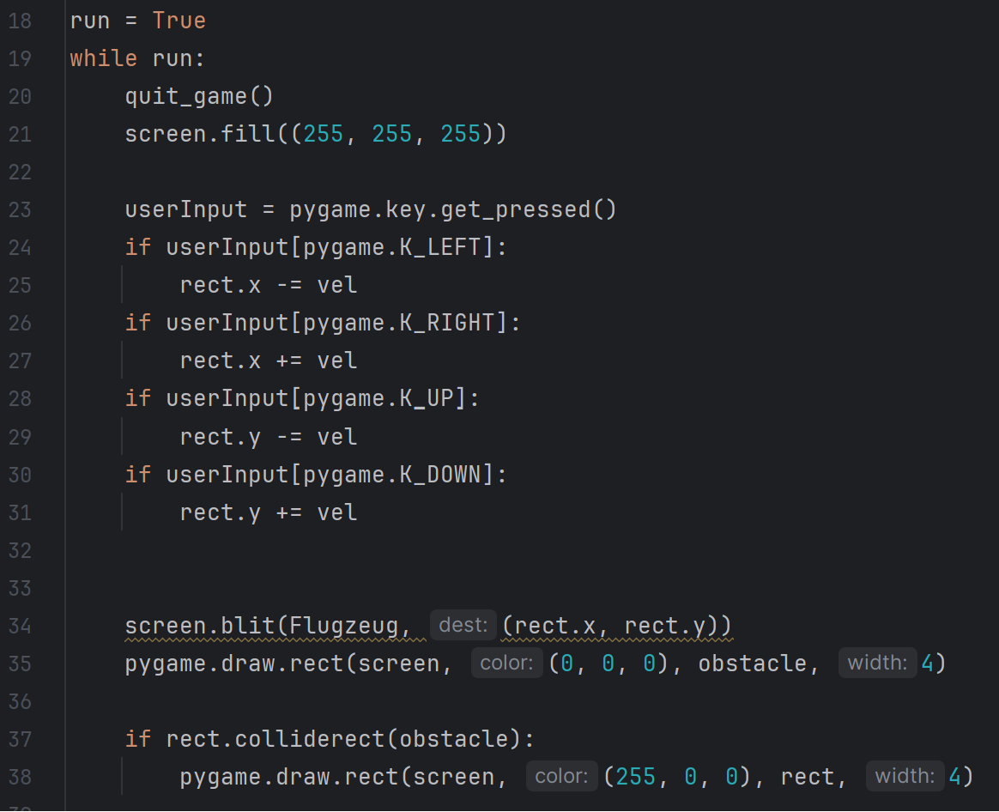 18 run = True
19 while run:
20     quit_game()
21     screen.fill((255, 255, 255))
22
23     userInput = pygame.key.get_pressed()
24     if userInput[pygame.K_LEFT]:
25         rect.x -= vel
26     if userInput[pygame.K_RIGHT]:
27         rect.x += vel
28     if userInput[pygame.K_UP]:
29         rect.y -= vel
30     if userInput[pygame.K_DOWN]:
31         rect.y += vel
32
33
34     screen.blit(Flugzeug, dest: (rect.x, rect.y))
35     pygame.draw.rect(screen, color: (0, 0, 0), obstacle, width: 4)
36
37     if rect.colliderect(obstacle):
38         pygame.draw.rect(screen, color: (255, 0, 0), rect, width: 4)